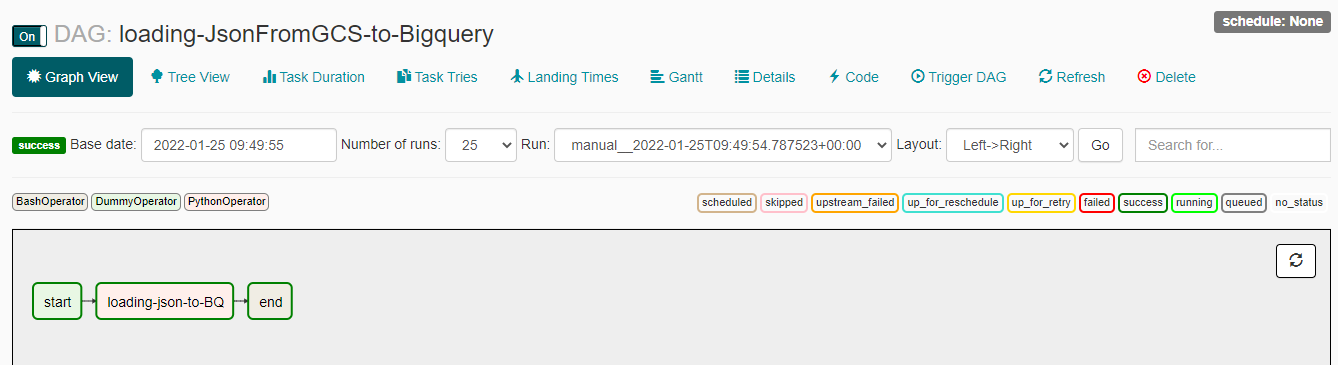 schedule: None
On DAG: loading-JsonFromGCS-to-Bigquery
Graph View Tree View Task Duration Task Tries Landing Times Gantt Details Code Trigger DAG Refresh Delete
success Base date: 2022-01-25 09:49:55 Number of runs: 25 Run: manual__2022-01-25T09:49:54.787523+00:00 Layout: Left->Right Go Search for...
BashOperator DummyOperator PythonOperator scheduled skipped upstream_failed up_for_reschedule up_for_retry failed success running queued no_status
start loading-json-to-BQ end